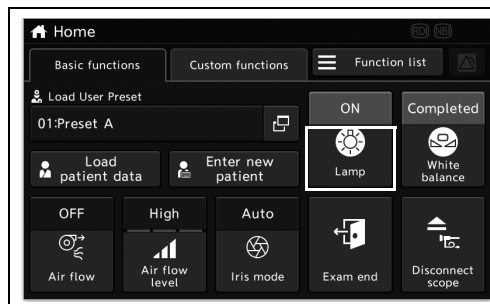 Home
RDI NBI
Basic functions
Custom functions
Function list
Load User Preset
01:Preset A
ON
Completed
Load
patient data
Enter new
patient
Lamp
White
balance
OFF
High
Auto
Air flow
Air flow
level
Iris mode
Exam end
Disconnect
scope